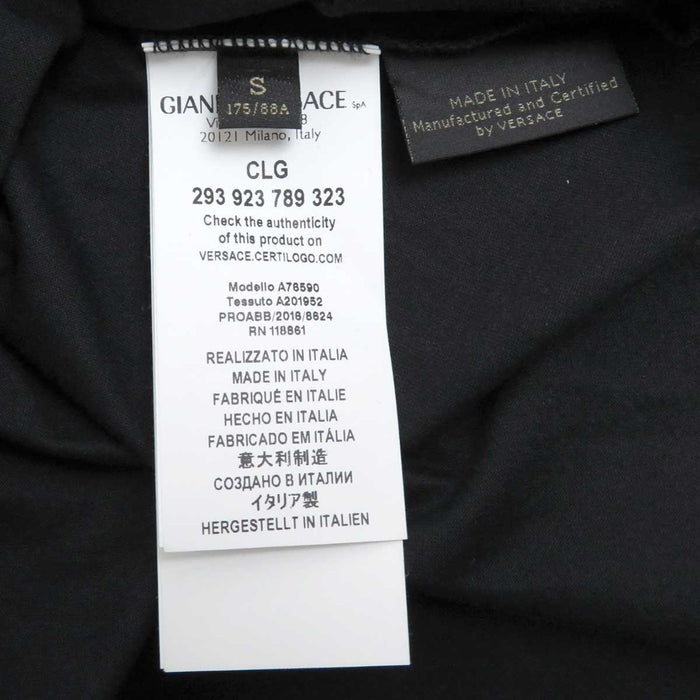 S
175/88A
SpA
20121 Milano, Italy
CLG
293 923 789 323
Check the authenticity
of this product on
VERSACE.CERTILOGO.COM
Modello A76590
Tessuto A201952
PROABB/2016/8624
RN 118861
REALIZZATO IN ITALIA
MADE IN ITALY
FABRIQUÉ EN ITALIE
HECHO EN ITALIA
FABRICADO EM ITÁLIA
意大利制造
СОЗДАНО В ИТАЛИИ
イタリア製
HERGESTELLT IN ITALIEN
MADE IN ITALY
Manufactured and Certified
by VERSACE